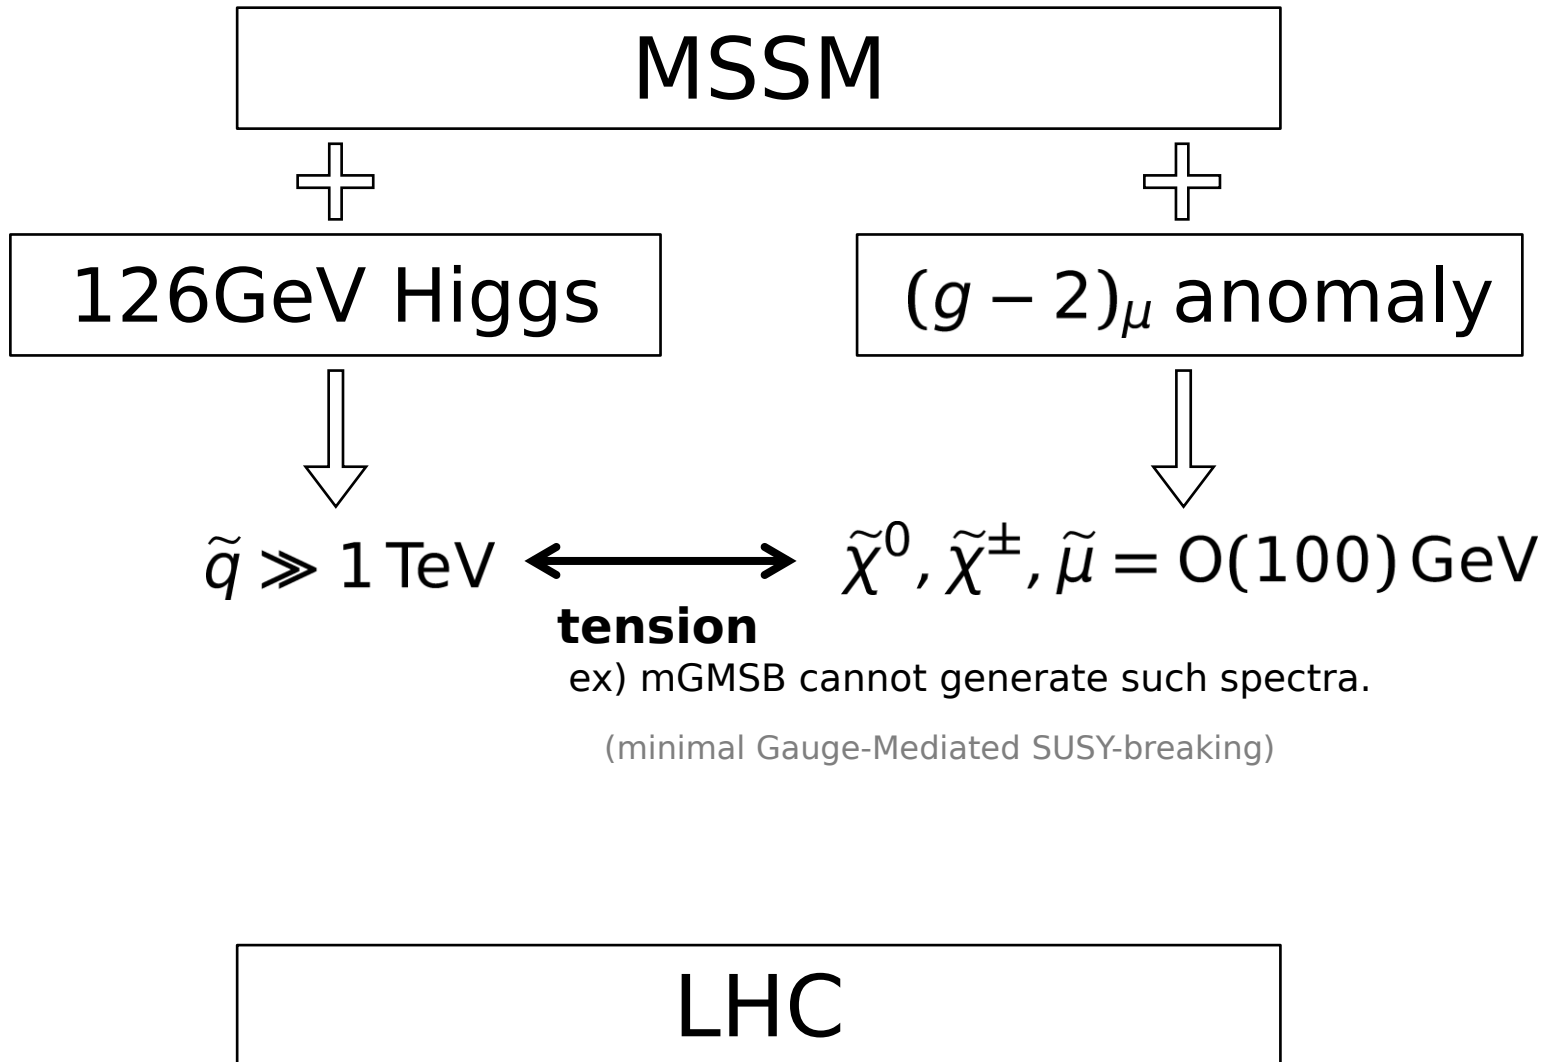 MSSM
126GeV Higgs
(g − 2)μ anomaly
q̃ ≫ 1 TeV
χ̃⁰, χ̃±, μ̃ = O(100) GeV
tension
ex) mGMSB cannot generate such spectra.
(minimal Gauge-Mediated SUSY-breaking)
LHC